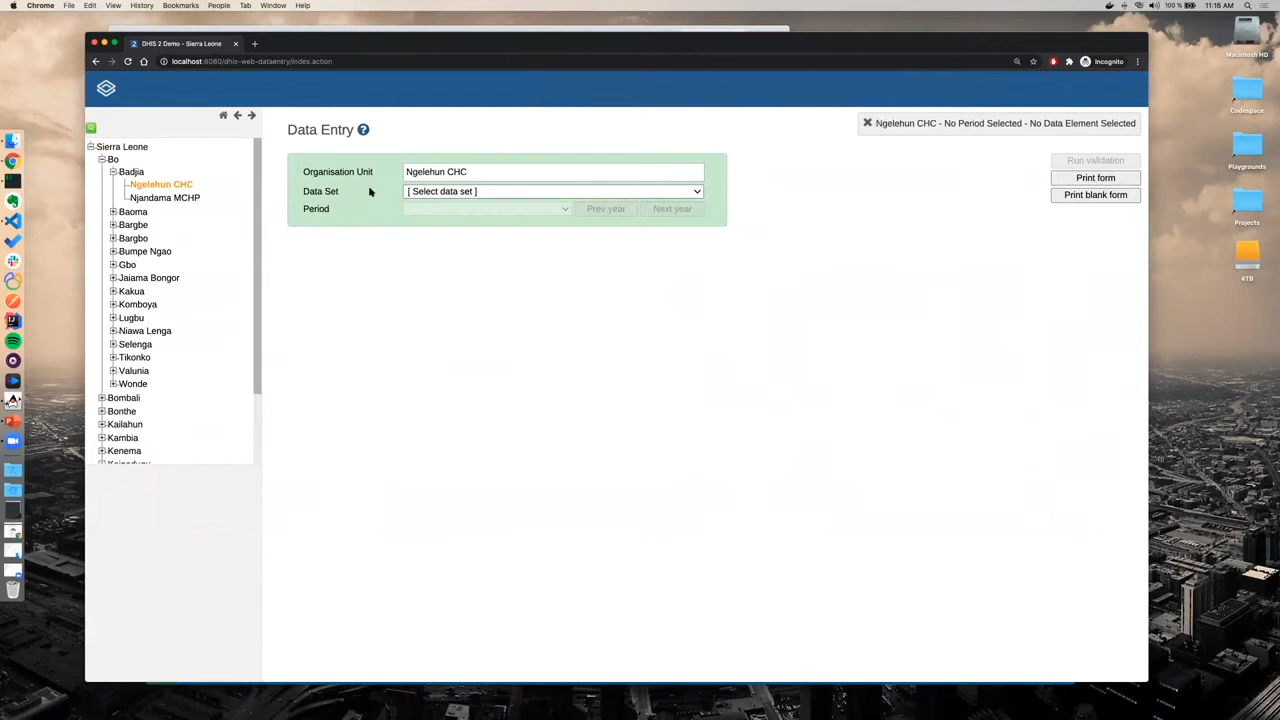 Chrome File Edit View History Bookmarks People Tab Window Help 100 % 11:16 AM
DHIS 2 Demo - Sierra Leone
localhost:8080/dhis-web-dataentry/index.action Incognito
Macintosh HD
Codespace
Playgrounds
Projects
4TB
Sierra Leone
Bo
Badjia
Ngelehun CHC
Njandama MCHP
Baoma
Bargbe
Bargbo
Bumpe Ngao
Gbo
Jaiama Bongor
Kakua
Komboya
Lugbu
Niawa Lenga
Selenga
Tikonko
Valunia
Wonde
Bombali
Bonthe
Kailahun
Kambia
Kenema
Data Entry ?
Organisation Unit Ngelehun CHC
Data Set [ Select data set ]
Period Prev year Next year
Ngelehun CHC - No Period Selected - No Data Element Selected
Run validation
Print form
Print blank form